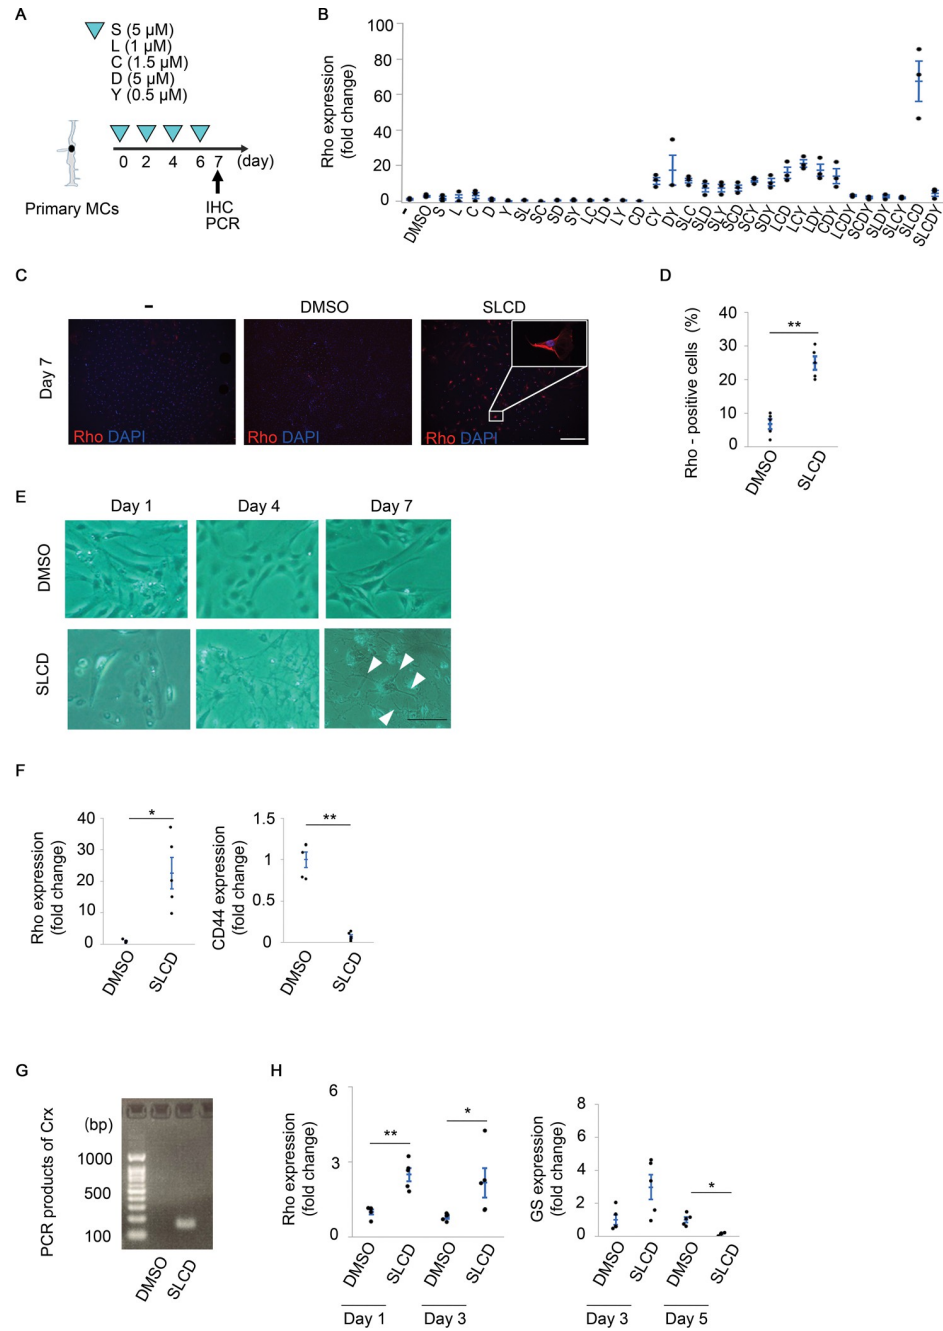 A
S (5 µM)
L (1 µM)
C (1.5 µM)
D (5 µM)
Y (0.5 µM)
0 2 4 6 7 (day)
Primary MCs
IHC
PCR
B
Rho expression
(fold change)
100
80
60
40
20
0
-
DMSO
S
L
C
D
Y
SL
SC
SD
SY
LC
LD
LY
CD
CY
DY
SLC
SLD
SLY
SCD
SCY
SDY
LCD
LCY
LDY
CDY
LCDY
SCDY
SLDY
SLCY
SLCD
SLCDY
C
- DMSO SLCD
Day 7
Rho DAPI
Rho DAPI
Rho DAPI
D
Rho - positive cells (%)
40
30
20
10
0
**
DMSO
SLCD
E
Day 1 Day 4 Day 7
DMSO
SLCD
F
Rho expression
(fold change)
40
30
20
10
0
*
DMSO
SLCD
CD44 expression
(fold change)
1.5
1
0.5
0
**
DMSO
SLCD
G
PCR products of Crx
(bp)
1000
500
100
DMSO
SLCD
H
Rho expression
(fold change)
6
3
0
**
*
DMSO
SLCD
DMSO
SLCD
Day 1 Day 3
GS expression
(fold change)
8
6
4
2
0
*
DMSO
SLCD
DMSO
SLCD
Day 3 Day 5